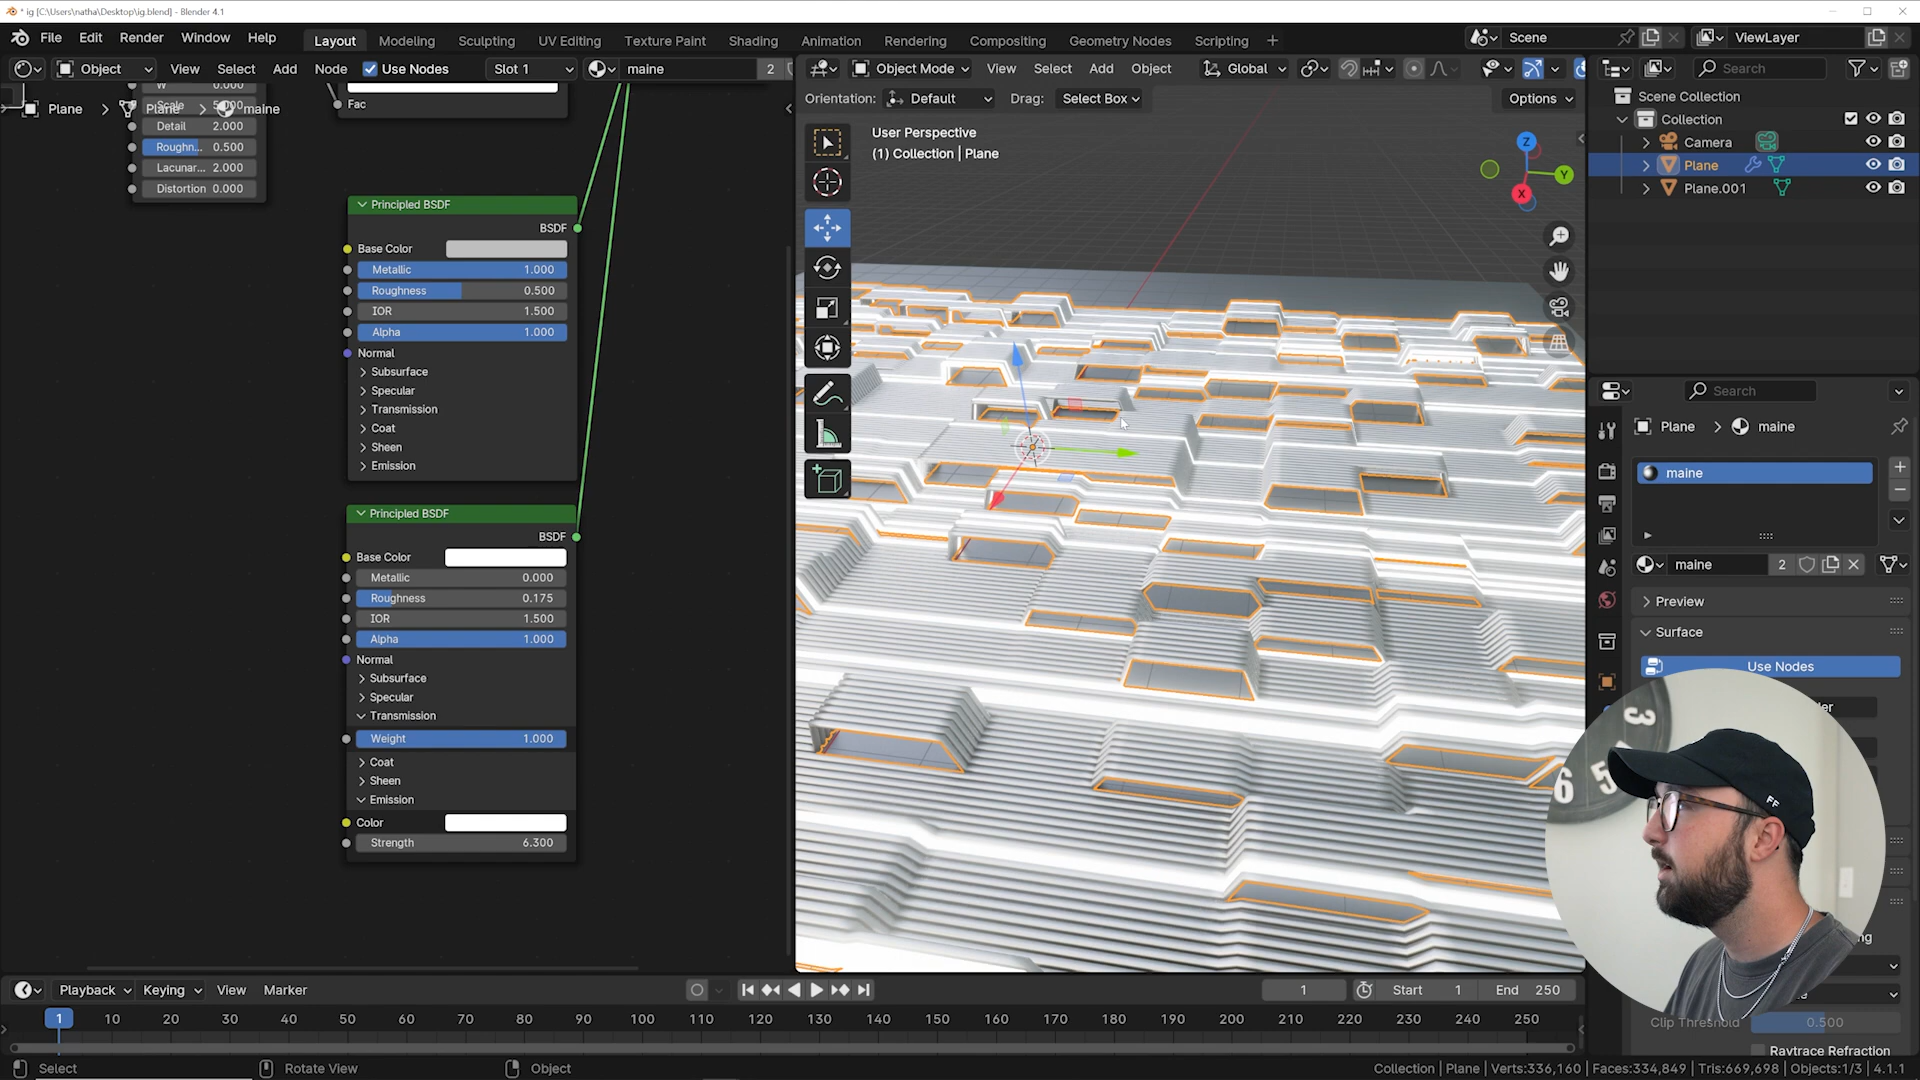 * ig [C:\Users\natha\Desktop\ig.blend] - Blender 4.1
File Edit Render Window Help
Layout Modeling Sculpting UV Editing Texture Paint Shading Animation Rendering Compositing Geometry Nodes Scripting +
Scene
ViewLayer
Object View Select Add Node Use Nodes Slot 1 maine 2
Object Mode View Select Add Object Global
Search
Orientation: Default Drag: Select Box Options
Plane > Plane > maine
W 0.000
Scale 5.000
Detail 2.000
Roughn... 0.500
Lacunar... 2.000
Distortion 0.000
Fac
Principled BSDF
BSDF
Base Color
Metallic 1.000
Roughness 0.500
IOR 1.500
Alpha 1.000
Normal
Subsurface
Specular
Transmission
Coat
Sheen
Emission
Principled BSDF
BSDF
Base Color
Metallic 0.000
Roughness 0.175
IOR 1.500
Alpha 1.000
Normal
Subsurface
Specular
Transmission
Weight 1.000
Coat
Sheen
Emission
Color
Strength 6.300
User Perspective
(1) Collection | Plane
Z
Y
X
Scene Collection
Collection
Camera
Plane
Plane.001
Search
Plane > maine
maine
maine 2
Preview
Surface
Use Nodes
er
3
5
6
FF
ng
Clip Threshold 0.500
Raytrace Refraction
Playback Keying View Marker
1 Start 1 End 250
1 10 20 30 40 50 60 70 80 90 100 110 120 130 140 150 160 170 180 190 200 210 220 230 240 250
Select Rotate View Object
Collection | Plane | Verts:336,160 | Faces:334,849 | Tris:669,698 | Objects:1/3 | 4.1.1